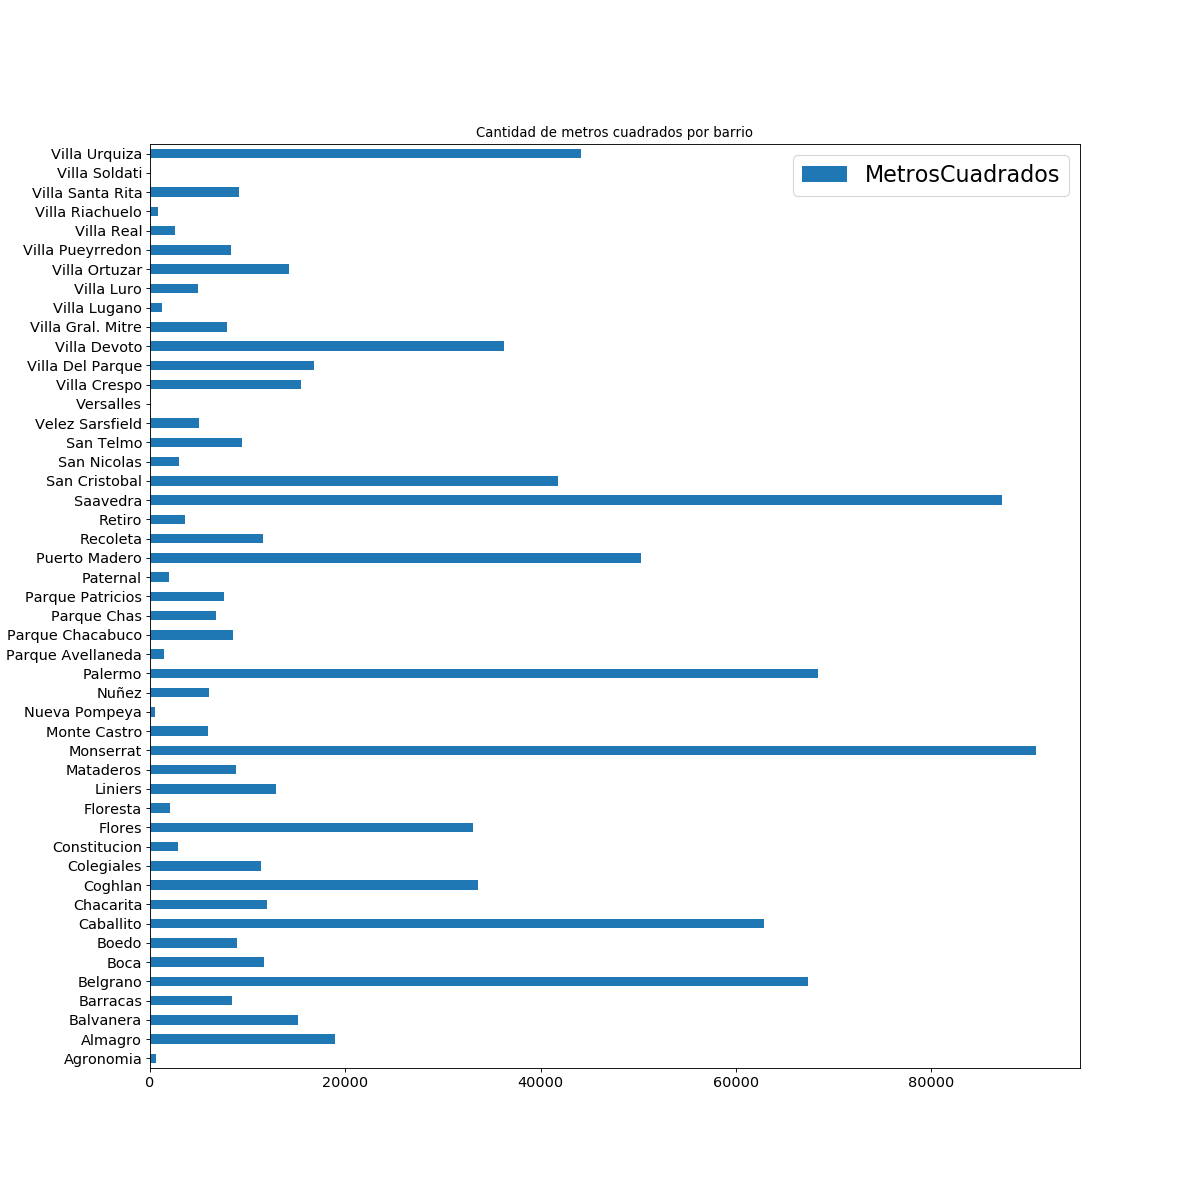 Cantidad de metros cuadrados por barrio
MetrosCuadrados
Villa Urquiza
Villa Soldati
Villa Santa Rita
Villa Riachuelo
Villa Real
Villa Pueyrredon
Villa Ortuzar
Villa Luro
Villa Lugano
Villa Gral. Mitre
Villa Devoto
Villa Del Parque
Villa Crespo
Versalles
Velez Sarsfield
San Telmo
San Nicolas
San Cristobal
Saavedra
Retiro
Recoleta
Puerto Madero
Paternal
Parque Patricios
Parque Chas
Parque Chacabuco
Parque Avellaneda
Palermo
Nuñez
Nueva Pompeya
Monte Castro
Monserrat
Mataderos
Liniers
Floresta
Flores
Constitucion
Colegiales
Coghlan
Chacarita
Caballito
Boedo
Boca
Belgrano
Barracas
Balvanera
Almagro
Agronomia
0 20000 40000 60000 80000